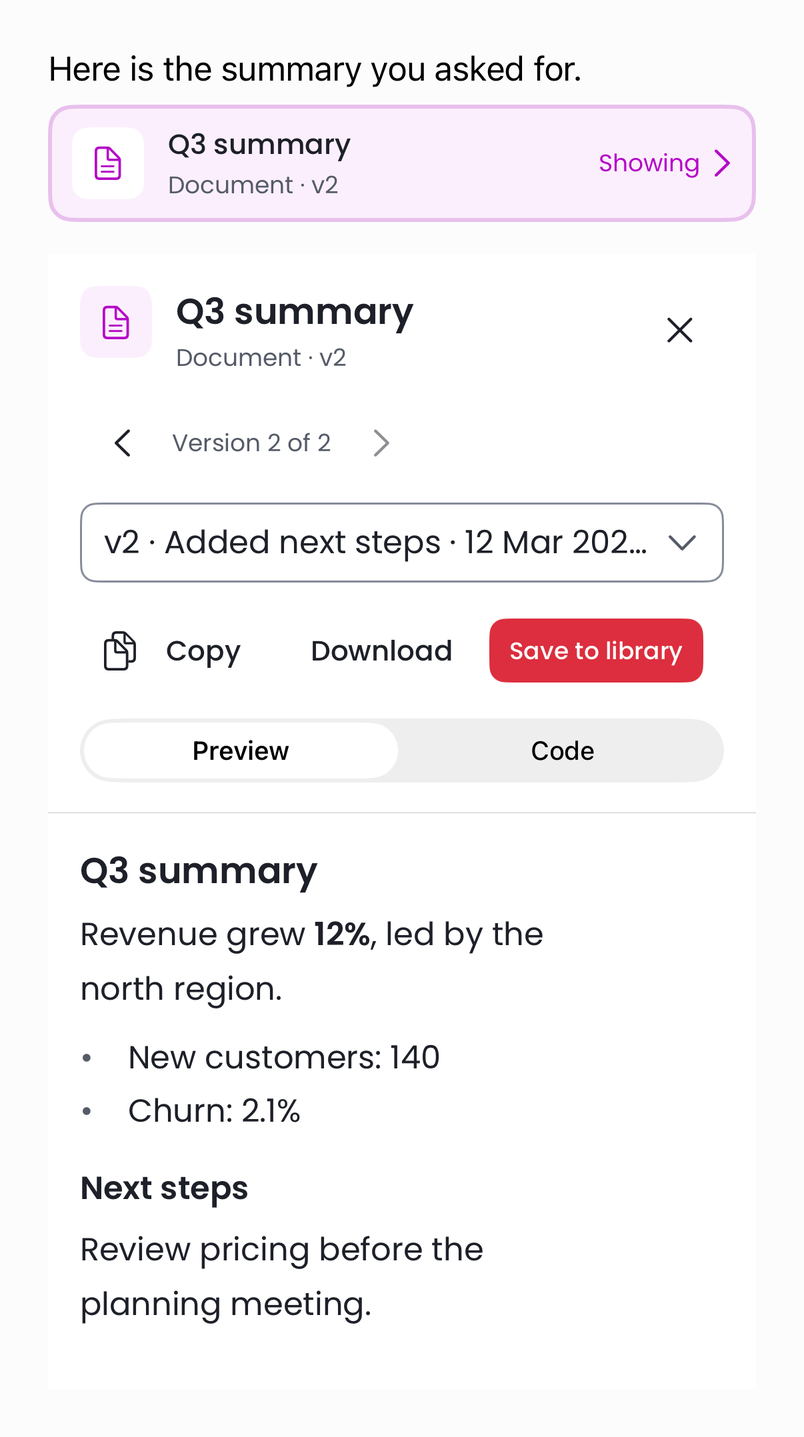 Here is the summary you asked for.
Q3 summary
Document · v2
Showing
Q3 summary
Document · v2
Version 2 of 2
v2 · Added next steps · 12 Mar 202...
Copy
Download
Save to library
Preview
Code
Q3 summary
Revenue grew 12%, led by the
north region.
• New customers: 140
• Churn: 2.1%
Next steps
Review pricing before the
planning meeting.